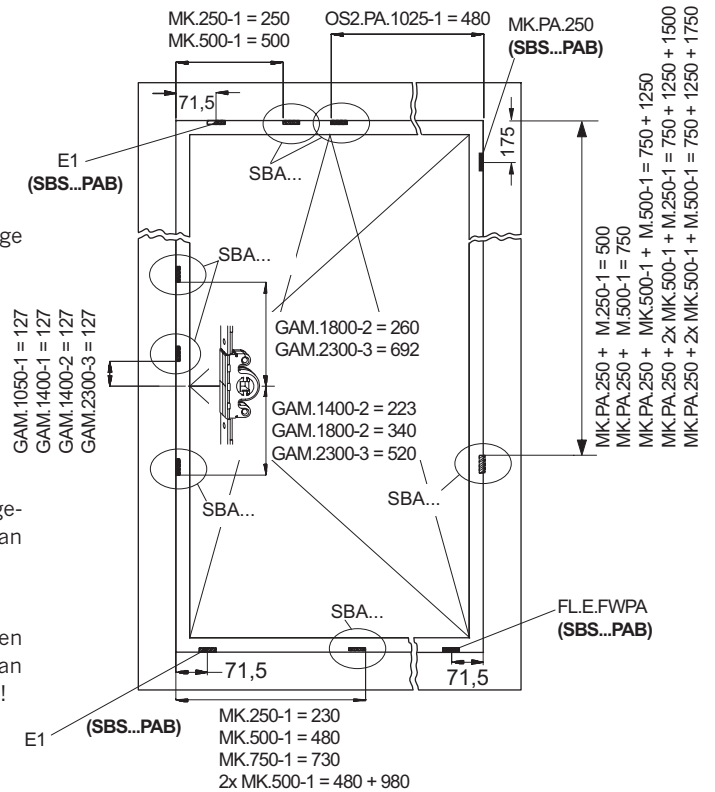 MK.250-1 = 250
MK.500-1 = 500
OS2.PA.1025-1 = 480
MK.PA.250
(SBS...PAB)
71,5
E1
(SBS...PAB)
SBA...
175
MK.PA.250 + M.250-1 = 500
MK.PA.250 + M.500-1 = 750
MK.PA.250 + MK.500-1 + M.500-1 = 750 + 1250
MK.PA.250 + 2x MK.500-1 + M.250-1 = 750 + 1250 + 1500
MK.PA.250 + 2x MK.500-1 + M.500-1 = 750 + 1250 + 1750
ge
SBA...
GAM.1050-1 = 127
GAM.1400-1 = 127
GAM.1400-2 = 127
GAM.2300-3 = 127
GAM.1800-2 = 260
GAM.2300-3 = 692
GAM.1400-2 = 223
GAM.1800-2 = 340
GAM.2300-3 = 520
SBA...
SBA...
ge-
an
SBA...
FL.E.FWPA
(SBS...PAB)
en
an
!
71,5
71,5
E1
(SBS...PAB)
MK.250-1 = 230
MK.500-1 = 480
MK.750-1 = 730
2x MK.500-1 = 480 + 980